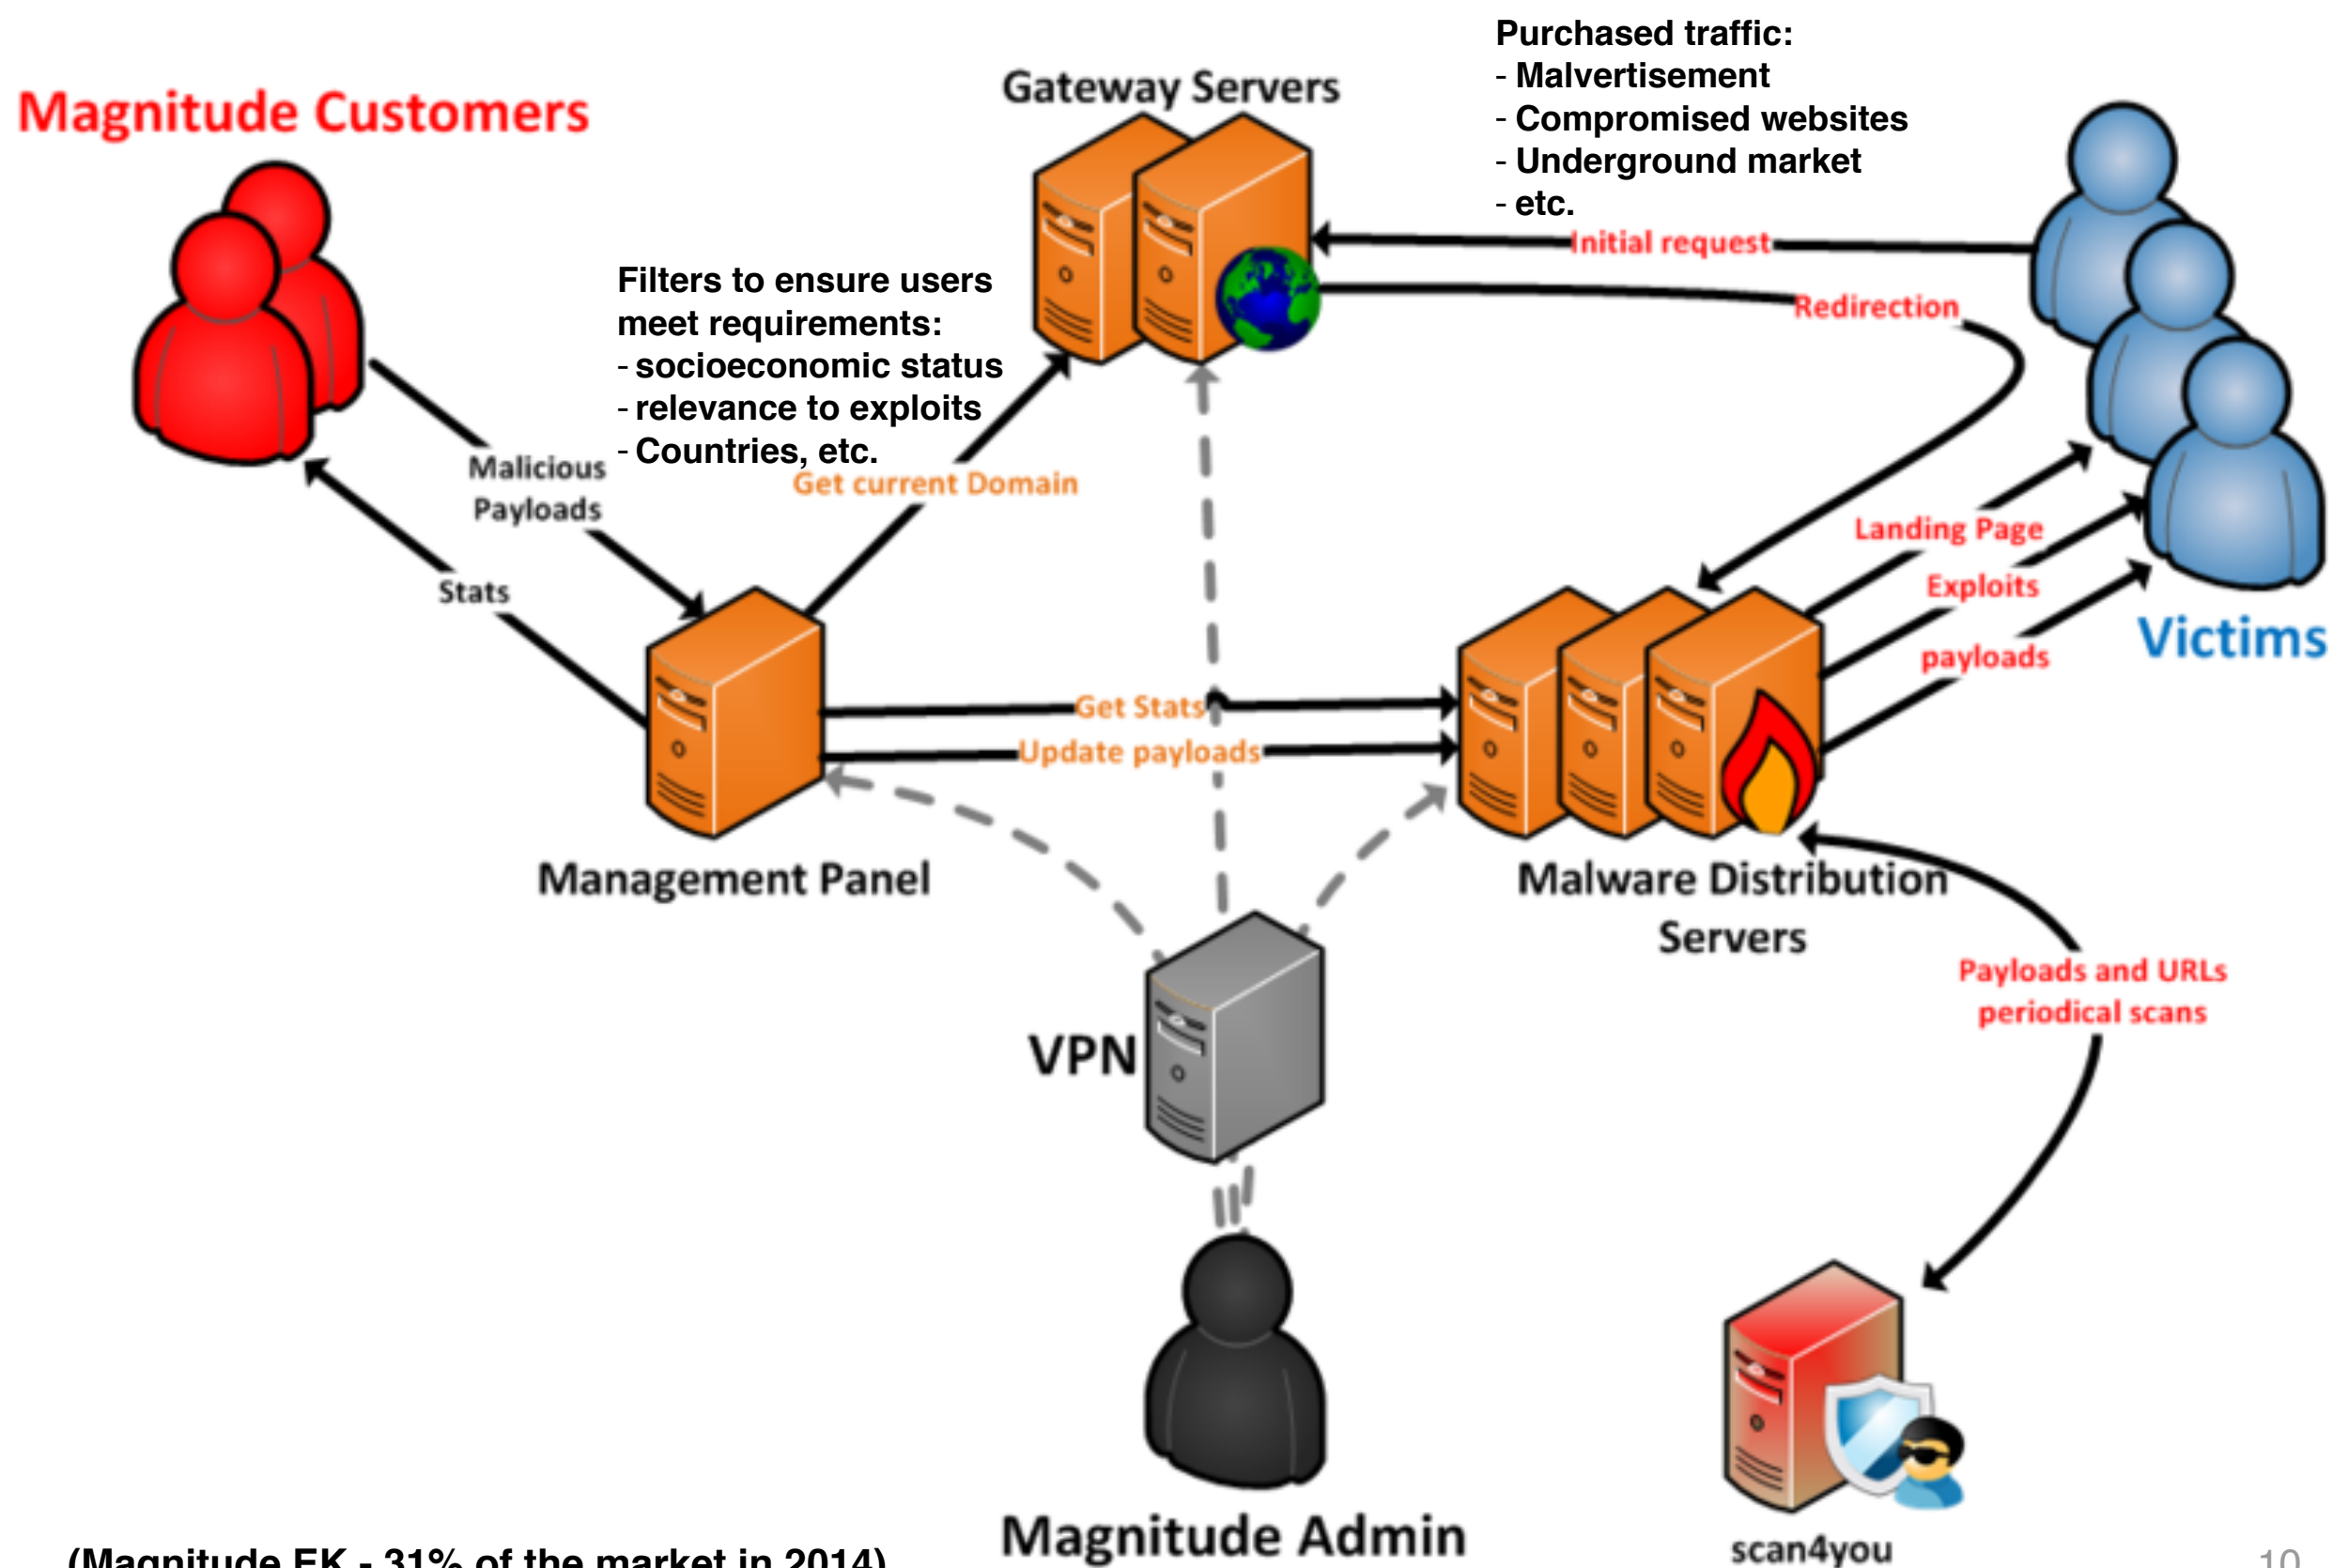 Purchased traffic:
- Malvertisement
- Compromised websites
- Underground market
- etc.
Gateway Servers
Magnitude Customers
Initial request
Redirection
Filters to ensure users
meet requirements:
- socioeconomic status
- relevance to exploits
- Countries, etc.
Malicious
Payloads
Get current Domain
Stats
Landing Page
Exploits
payloads
Victims
Get Stats
Update payloads
Management Panel
Malware Distribution
Servers
Payloads and URLs
periodical scans
VPN
Magnitude Admin
scan4you
(Magnitude EK - 31% of the market in 2014)
10